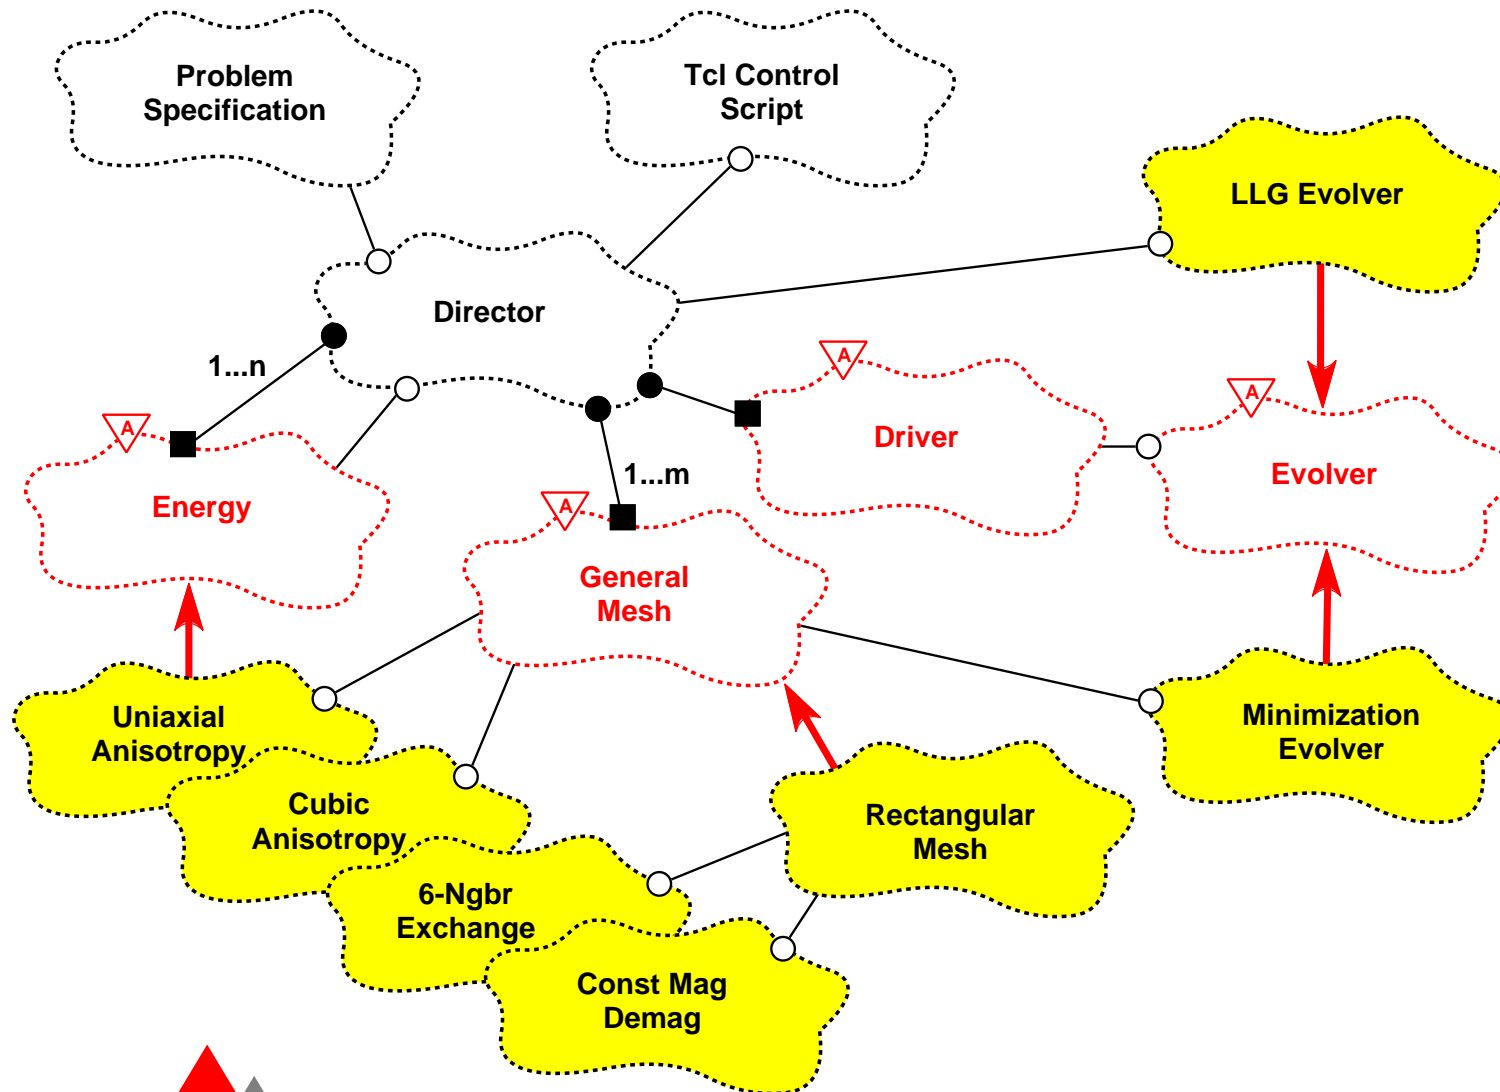 Problem
Specification
Tcl Control
Script
LLG Evolver
Director
1...n
A
A
A
Driver
Evolver
1...m
A
Energy
General
Mesh
Uniaxial
Anisotropy
Minimization
Evolver
Cubic
Anisotropy
Rectangular
Mesh
6-Ngbr
Exchange
Const Mag
Demag